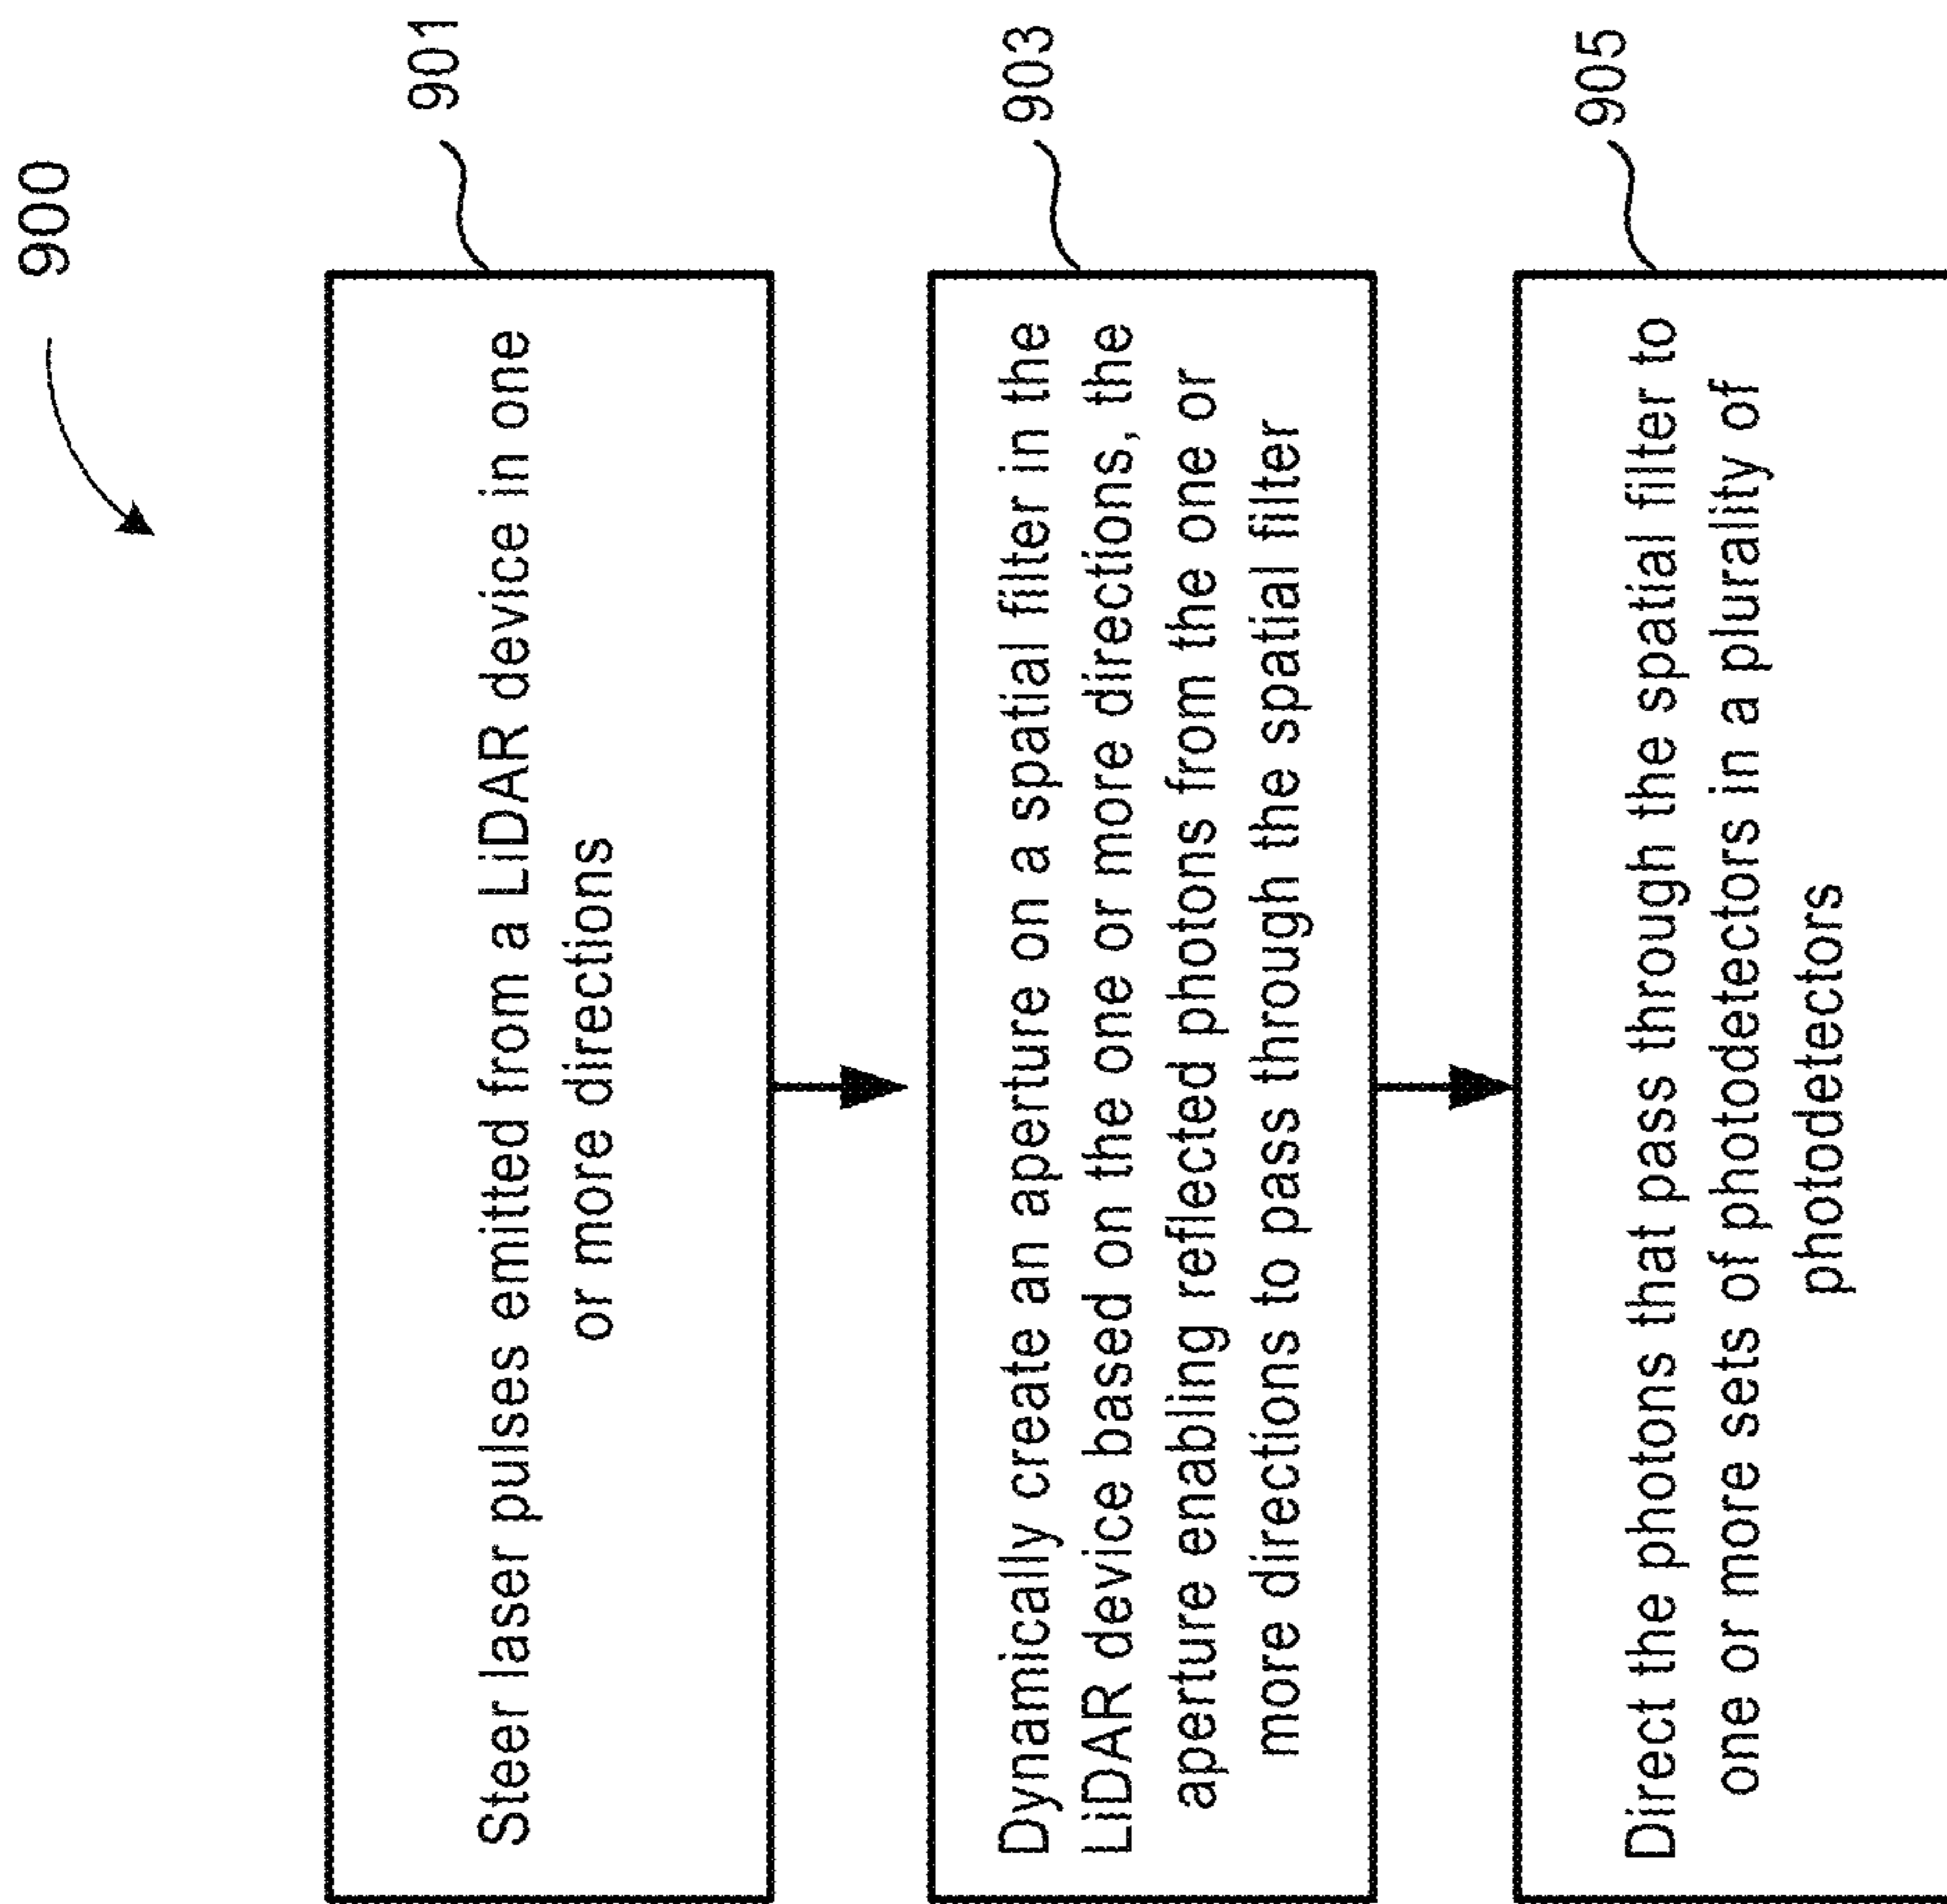 900
901
Steer laser pulses emitted from a LiDAR device in one
or more directions
903
Dynamically create an aperture on a spatial filter in the
LiDAR device based on the one or more directions, the
aperture enabling reflected photons from the one or
more directions to pass through the spatial filter
905
Direct the photons that pass through the spatial filter to
one or more sets of photodetectors in a plurality of
photodetectors